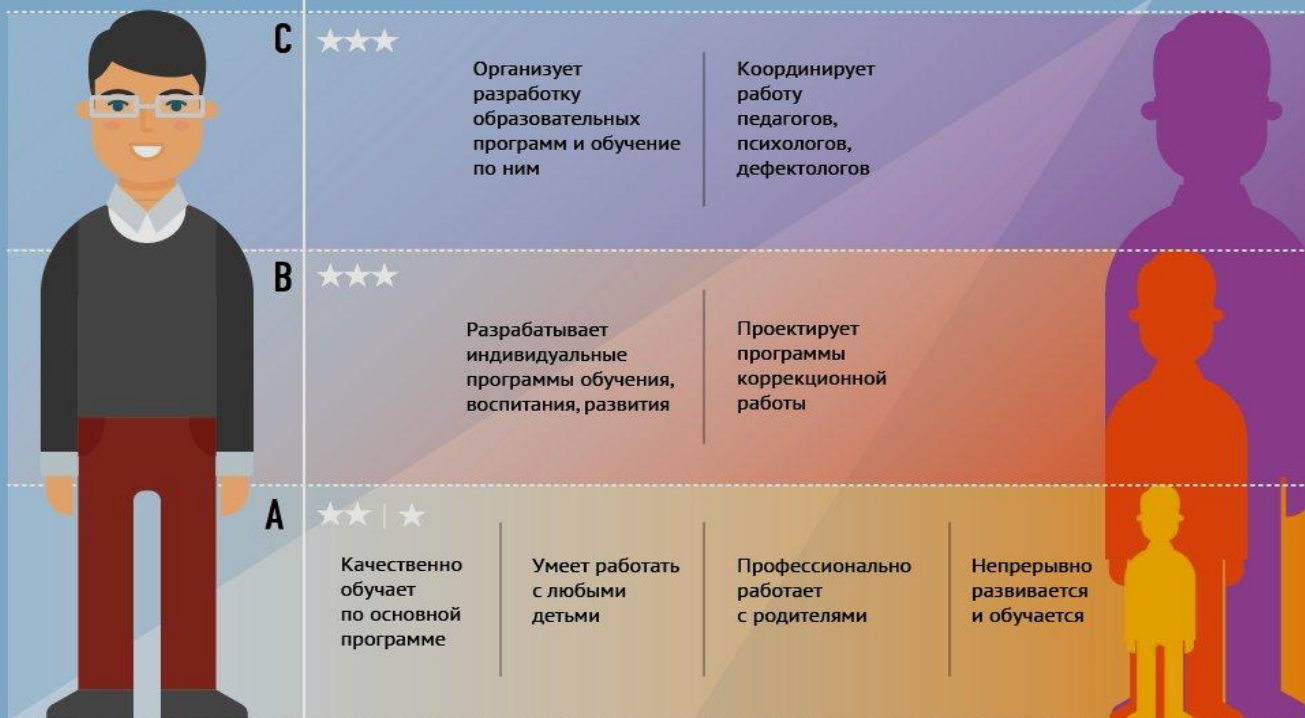 C
Организует
разработку
образовательных
программ и обучение
по ним
Координирует
работу
педагогов,
психологов,
дефектологов
B
Разрабатывает
индивидуальные
программы обучения,
воспитания, развития
Проектирует
программы
коррекционной
работы
A
Качественно
обучает
по основной
программе
Умеет работать
с любыми
детьми
Профессионально
работает
с родителями
Непрерывно
развивается
и обучается